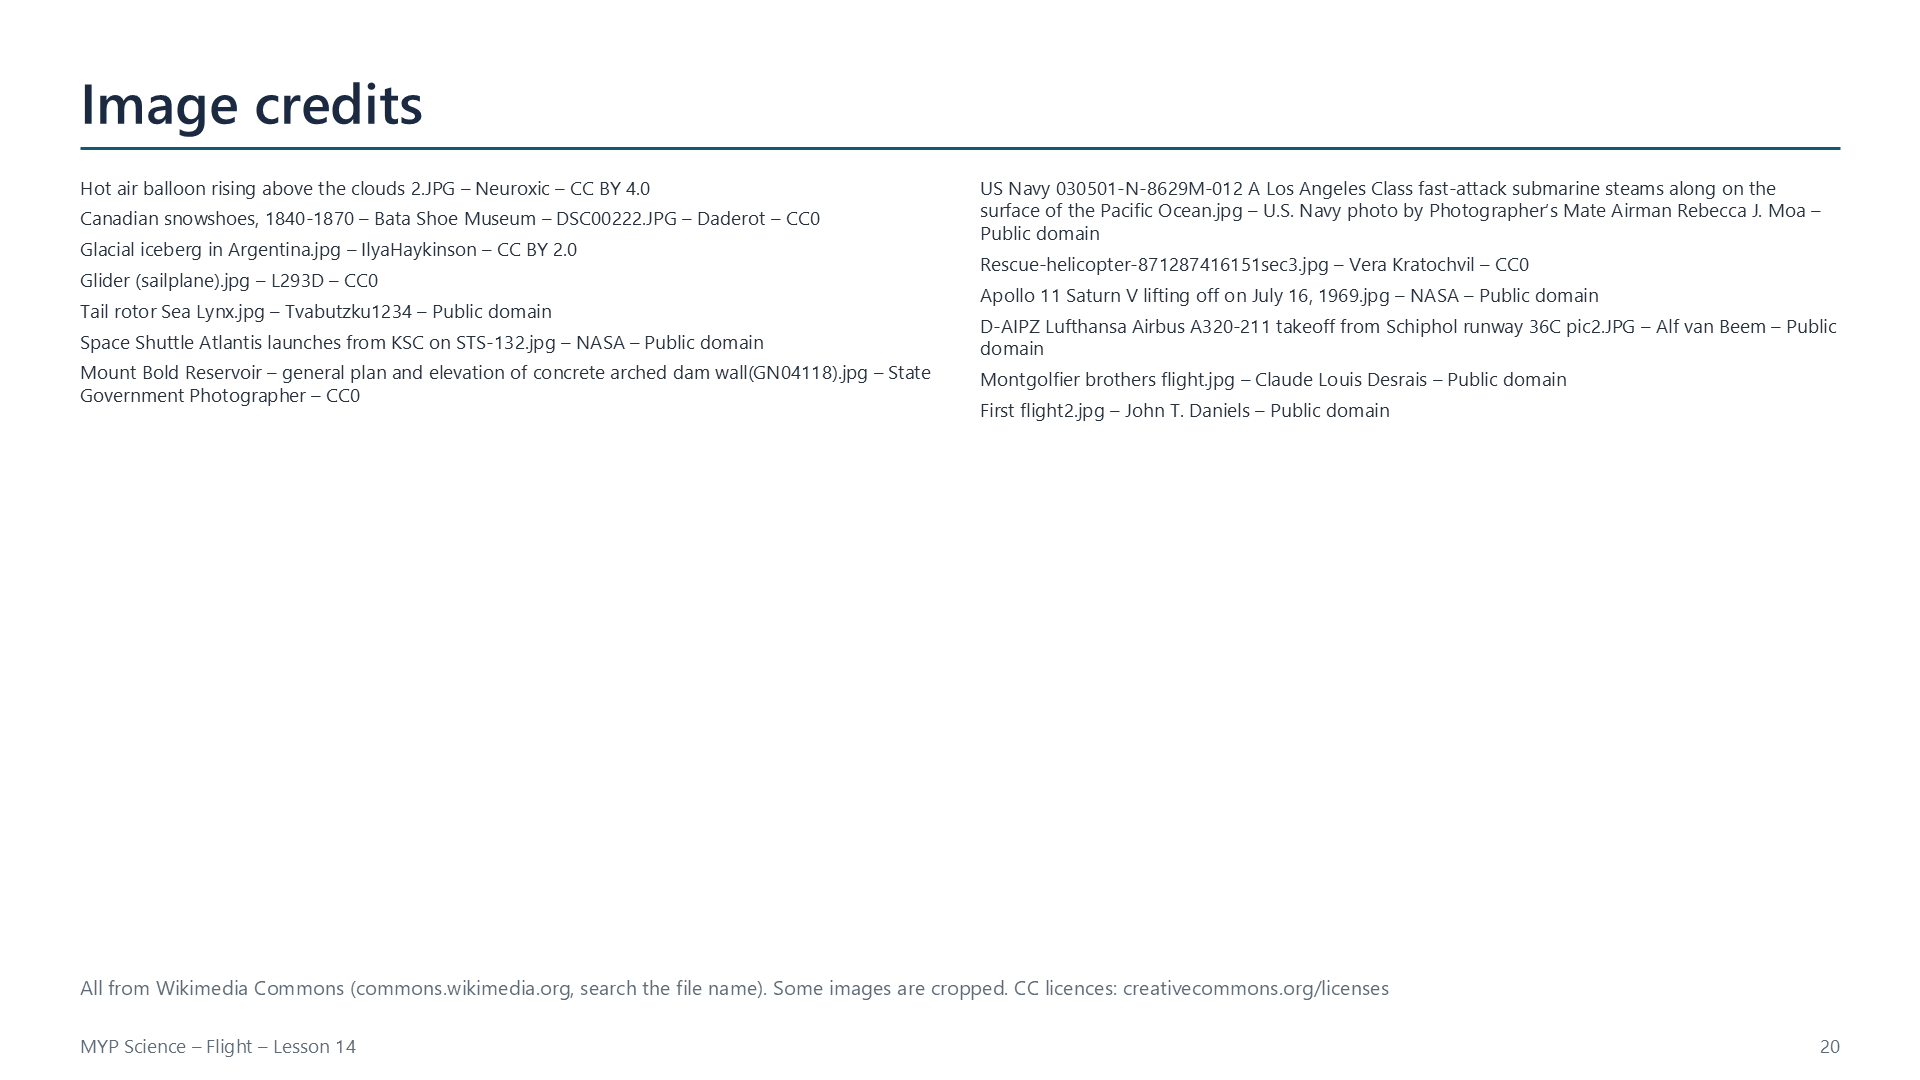 Image credits
Hot air balloon rising above the clouds 2.JPG – Neuroxic – CC BY 4.0
Canadian snowshoes, 1840-1870 – Bata Shoe Museum – DSC00222.JPG – Daderot – CC0
Glacial iceberg in Argentina.jpg – IlyaHaykinson – CC BY 2.0
Glider (sailplane).jpg – L293D – CC0
Tail rotor Sea Lynx.jpg – Tvabutzku1234 – Public domain
Space Shuttle Atlantis launches from KSC on STS-132.jpg – NASA – Public domain
Mount Bold Reservoir – general plan and elevation of concrete arched dam wall(GN04118).jpg – State
Government Photographer – CC0
US Navy 030501-N-8629M-012 A Los Angeles Class fast-attack submarine steams along on the
surface of the Pacific Ocean.jpg – U.S. Navy photo by Photographer’s Mate Airman Rebecca J. Moa –
Public domain
Rescue-helicopter-871287416151sec3.jpg – Vera Kratochvil – CC0
Apollo 11 Saturn V lifting off on July 16, 1969.jpg – NASA – Public domain
D-AIPZ Lufthansa Airbus A320-211 takeoff from Schiphol runway 36C pic2.JPG – Alf van Beem – Public
domain
Montgolfier brothers flight.jpg – Claude Louis Desrais – Public domain
First flight2.jpg – John T. Daniels – Public domain
All from Wikimedia Commons (commons.wikimedia.org, search the file name). Some images are cropped. CC licences: creativecommons.org/licenses
MYP Science – Flight – Lesson 14
20